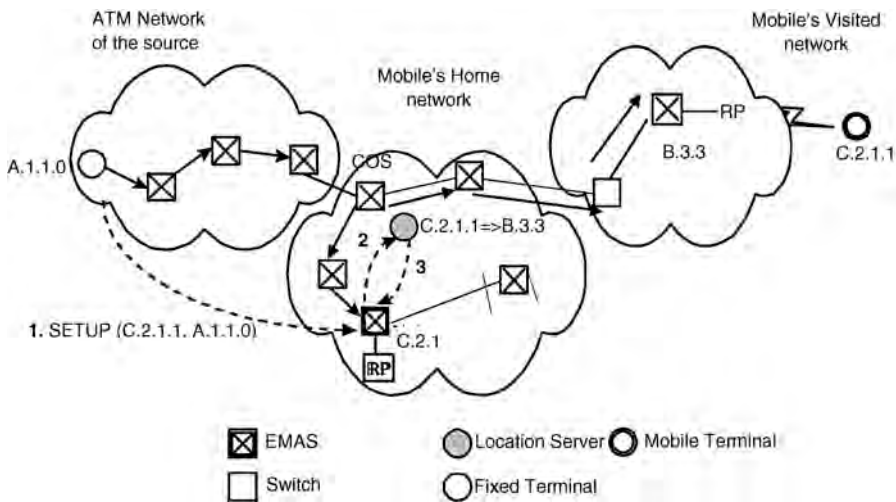 ATM Network
of the source
Mobile's Home
network
Mobile's Visited
network
A.1.1.0
COS
RP
B.3.3
C.2.1.1
C.2.1.1=>B.3.3
2
3
1. SETUP (C.2.1.1, A.1.1.0)
C.2.1
RP
EMAS
Location Server
Mobile Terminal
Switch
Fixed Terminal